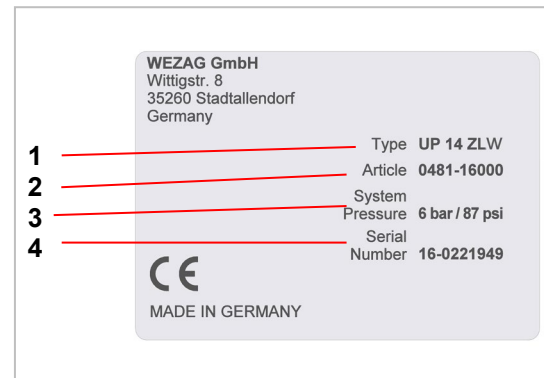 WEZAG GmbH
Wittigstr. 8
35260 Stadtallendorf
Germany
1
Type UP 14 ZLW
2
Article 0481-16000
3
System
Pressure 6 bar / 87 psi
4
Serial
Number 16-0221949
CE
MADE IN GERMANY